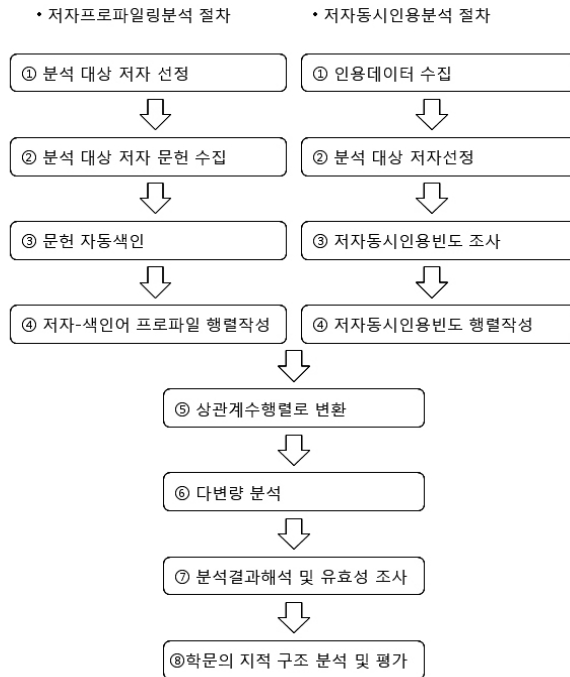 • 저자프로파일링분석 절차
• 저자동시인용분석 절차
① 분석 대상 저자 선정
① 인용데이터 수집
② 분석 대상 저자 문헌 수집
② 분석 대상 저자선정
③ 문헌 자동색인
③ 저자동시인용빈도 조사
④ 저자-색인어 프로파일 행렬작성
④ 저자동시인용빈도 행렬작성
⑤ 상관계수행렬로 변환
⑥ 다변량 분석
⑦ 분석결과해석 및 유효성 조사
⑧학문의 지적 구조 분석 및 평가